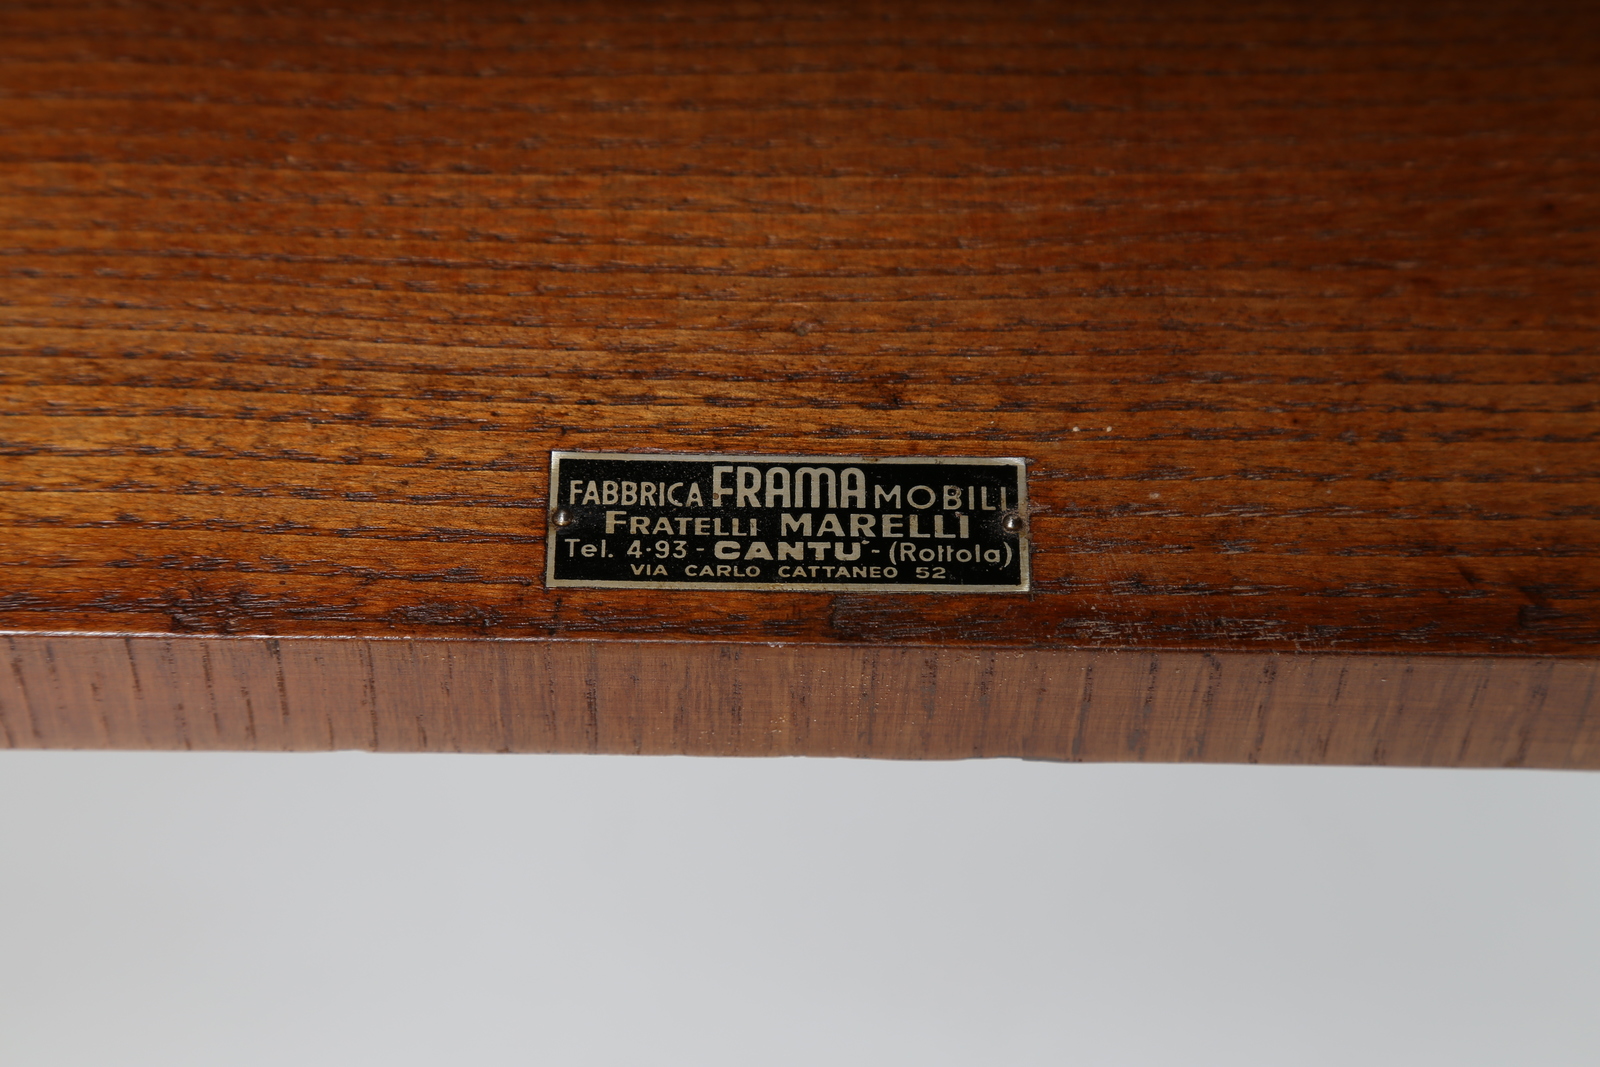 FABBRICA FRAMA MOBILI
FRATELLI MARELLI
Tel. 4·93 - CANTU' - (Rottola)
VIA CARLO CATTANEO 52